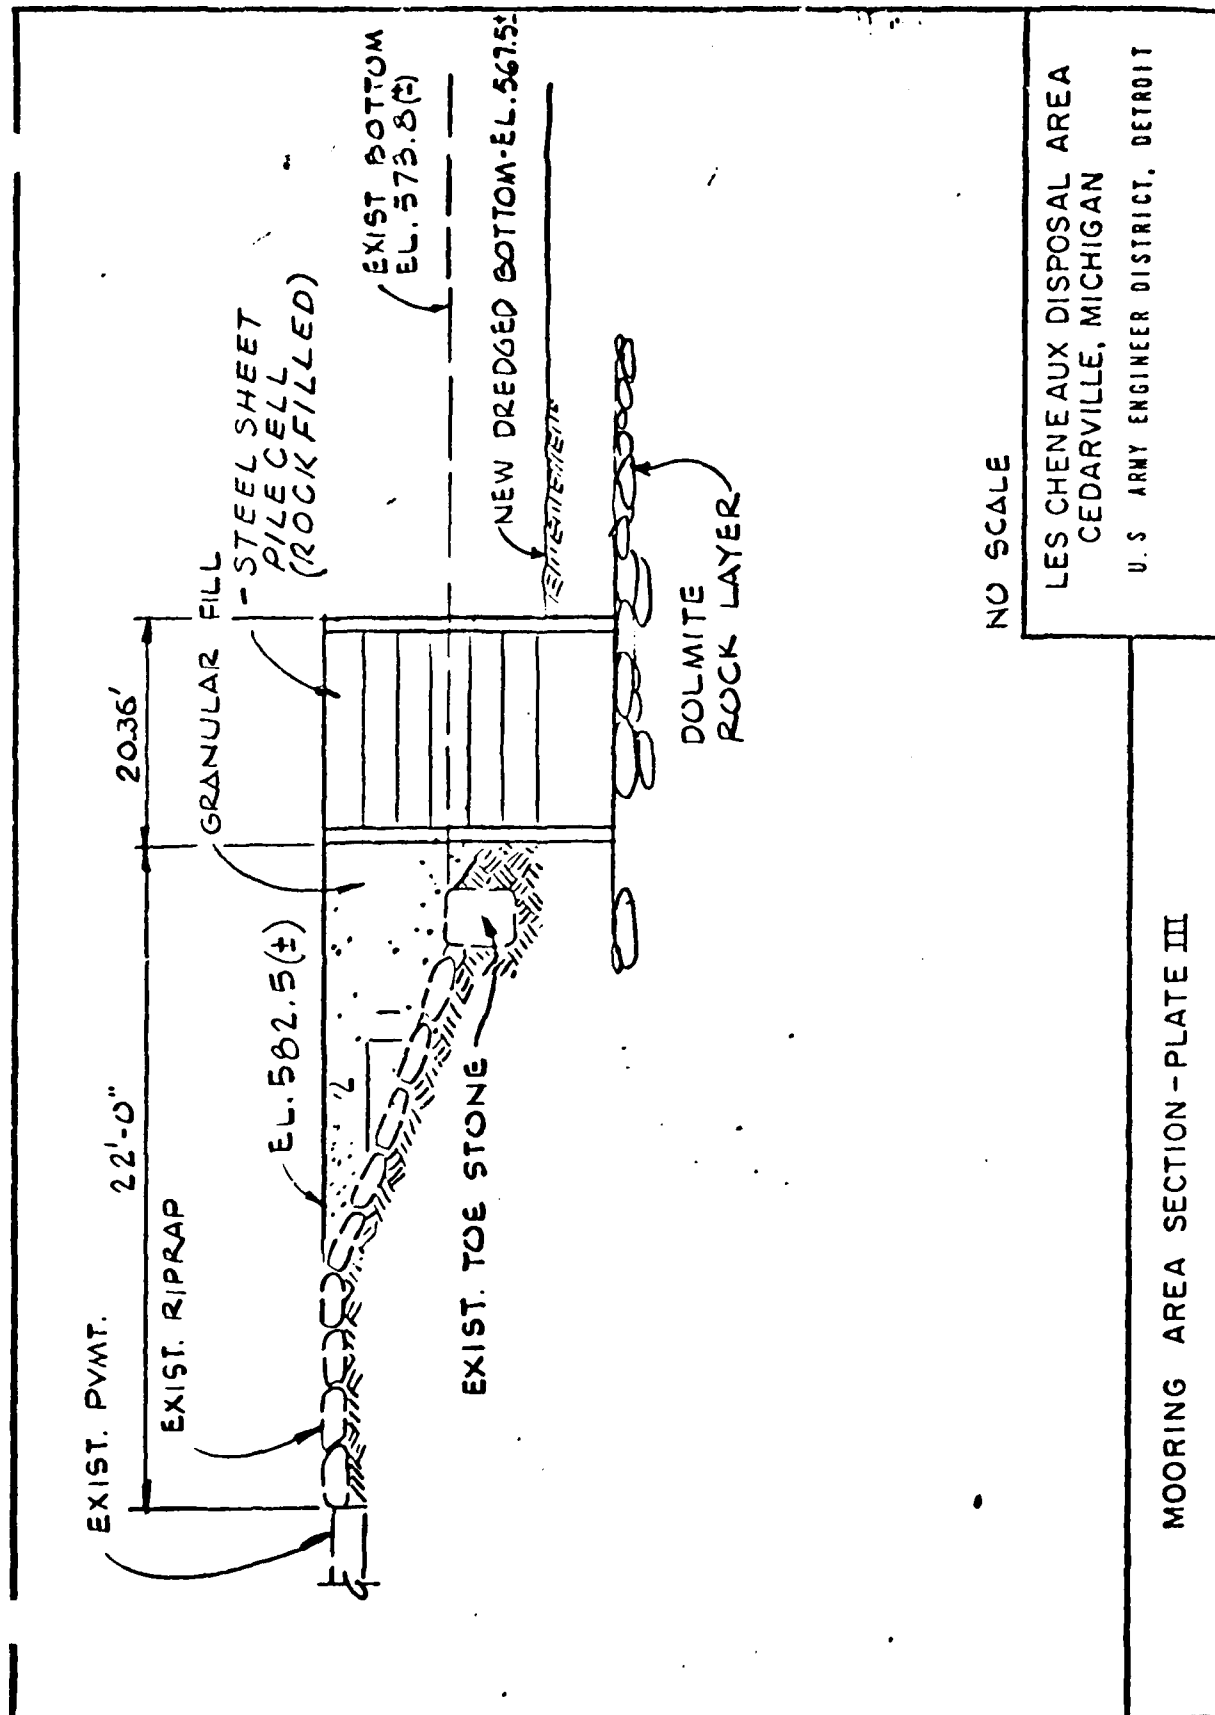 EXIST. PVMT.
EXIST. RIPRAP
22'-0"
20.36'
GRANULAR FILL
STEEL SHEET
PILE CELL
(ROCK FILLED)
EXIST BOTTOM
EL. 573.8(±)
NEW DREDGED BOTTOM-EL.567.5±
EL. 582.5(±)
2
1
EXIST. TOE STONE
DOLMITE
ROCK LAYER
NO SCALE
LES CHENEAUX DISPOSAL AREA
CEDARVILLE, MICHIGAN
U.S ARMY ENGINEER DISTRICT, DETROIT
MOORING AREA SECTION-PLATE III